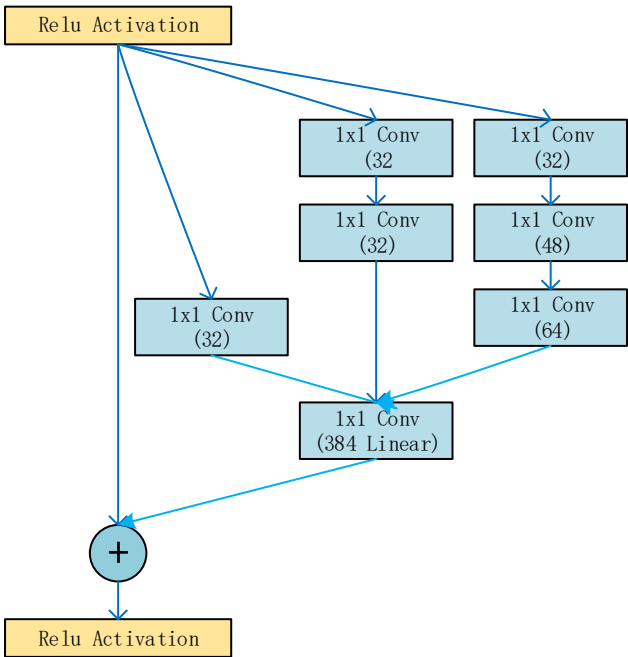 Relu Activation
1x1 Conv
(32
1x1 Conv
(32)
1x1 Conv
(32)
1x1 Conv
(48)
1x1 Conv
(32)
1x1 Conv
(64)
1x1 Conv
(384 Linear)
+
Relu Activation